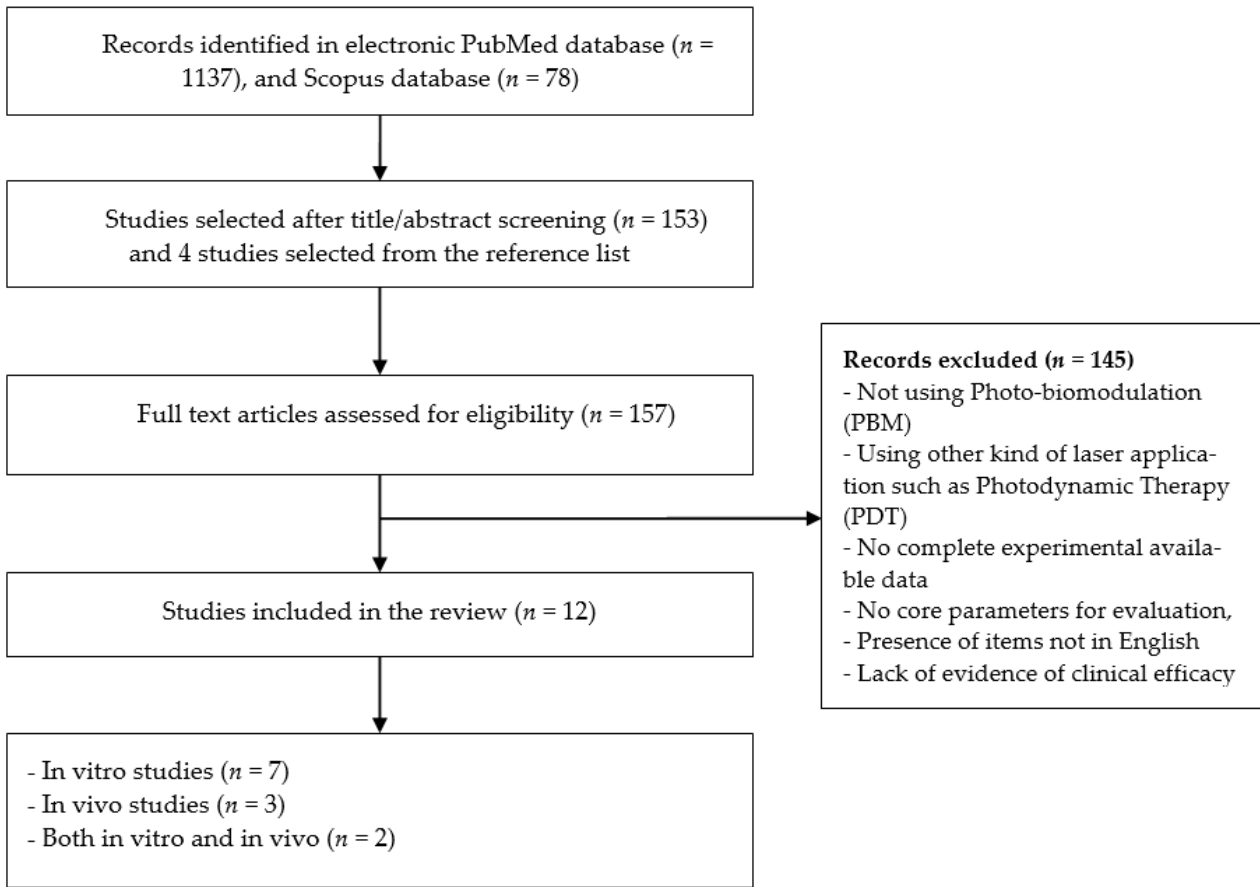 Records identified in electronic PubMed database (n =
1137), and Scopus database (n = 78)
Studies selected after title/abstract screening (n = 153)
and 4 studies selected from the reference list
Full text articles assessed for eligibility (n = 157)
Records excluded (n = 145)
- Not using Photo-biomodulation
(PBM)
- Using other kind of laser applica-
tion such as Photodynamic Therapy
(PDT)
- No complete experimental availa-
ble data
- No core parameters for evaluation,
- Presence of items not in English
- Lack of evidence of clinical efficacy
Studies included in the review (n = 12)
- In vitro studies (n = 7)
- In vivo studies (n = 3)
- Both in vitro and in vivo (n = 2)